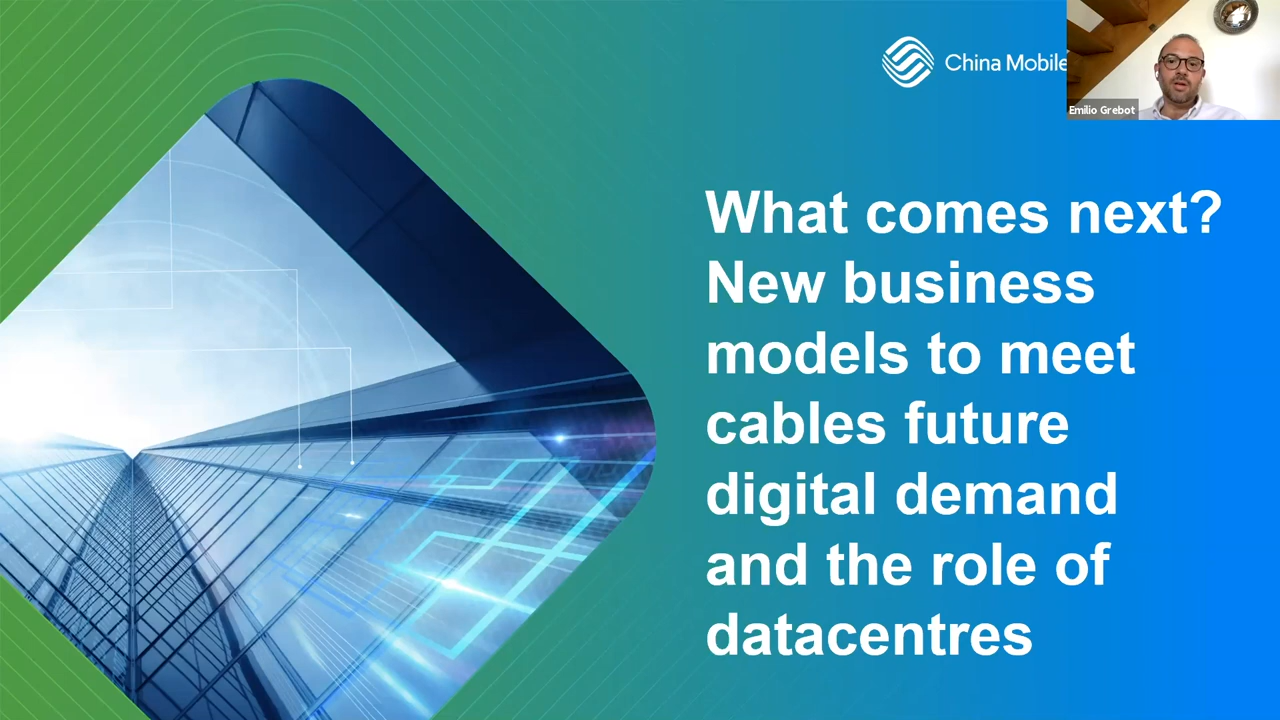 China Mobile
Emilio Grebot
What comes next?
New business
models to meet
cables future
digital demand
and the role of
datacentres